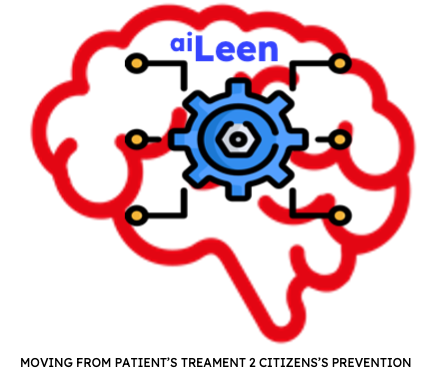 aiLeen
MOVING FROM PATIENT'S TREAMENT 2 CITIZENS'S PREVENTION